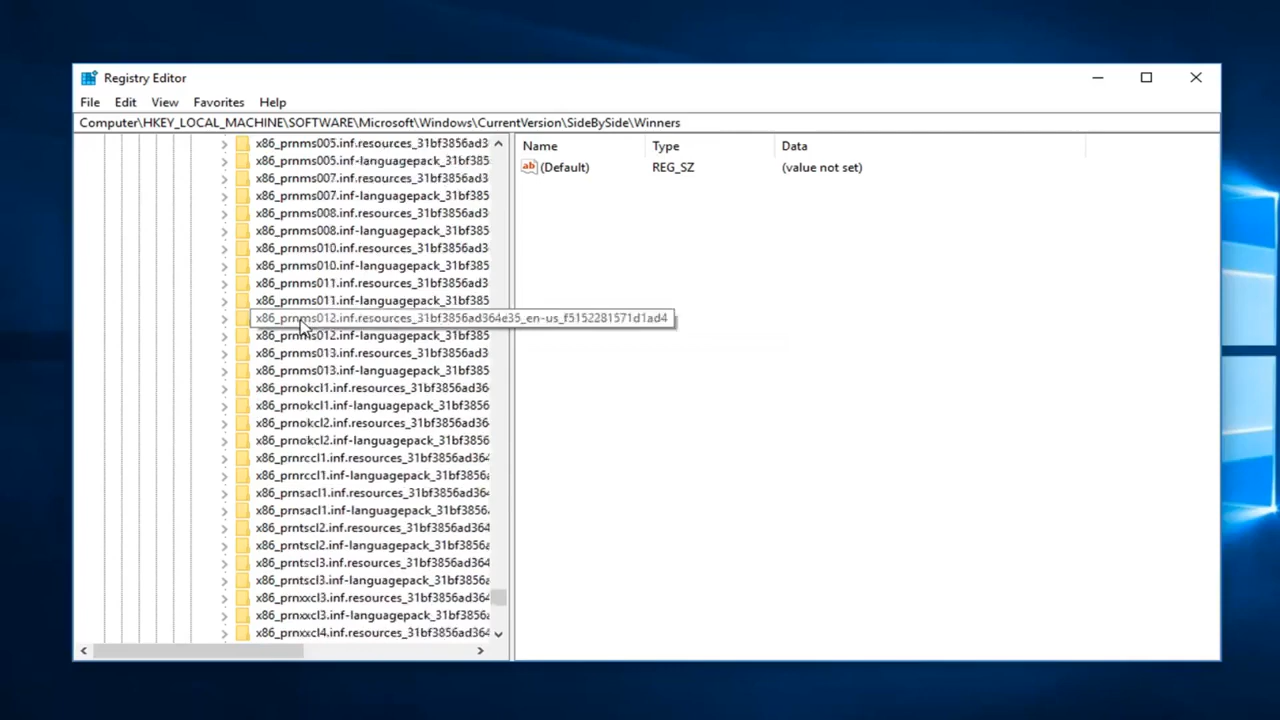 Registry Editor
File Edit View Favorites Help
Computer\HKEY_LOCAL_MACHINE\SOFTWARE\Microsoft\Windows\CurrentVersion\SideBySide\Winners
Name Type Data
(Default) REG_SZ (value not set)
x86_prnms005.inf.resources_31bf3856ad3
x86_prnms005.inf-languagepack_31bf385
x86_prnms007.inf.resources_31bf3856ad3
x86_prnms007.inf-languagepack_31bf385
x86_prnms008.inf.resources_31bf3856ad3
x86_prnms008.inf-languagepack_31bf385
x86_prnms010.inf.resources_31bf3856ad3
x86_prnms010.inf-languagepack_31bf385
x86_prnms011.inf.resources_31bf3856ad3
x86_prnms011.inf-languagepack_31bf385
x86_prnms012.inf.resources_31bf3856ad364e35_en-us_f5152281571d1ad4
x86_prnms012.inf-languagepack_31bf385
x86_prnms013.inf.resources_31bf3856ad3
x86_prnms013.inf-languagepack_31bf385
x86_prnokcl1.inf.resources_31bf3856ad36
x86_prnokcl1.inf-languagepack_31bf3856
x86_prnokcl2.inf.resources_31bf3856ad36
x86_prnokcl2.inf-languagepack_31bf3856
x86_prnrccl1.inf.resources_31bf3856ad364
x86_prnrccl1.inf-languagepack_31bf3856a
x86_prnsacl1.inf.resources_31bf3856ad364
x86_prnsacl1.inf-languagepack_31bf3856a
x86_prntscl2.inf.resources_31bf3856ad364
x86_prntscl2.inf-languagepack_31bf3856a
x86_prntscl3.inf.resources_31bf3856ad364
x86_prntscl3.inf-languagepack_31bf3856a
x86_prnxxcl3.inf.resources_31bf3856ad364
x86_prnxxcl3.inf-languagepack_31bf3856a
x86_prnxxcl4.inf.resources_31bf3856ad364